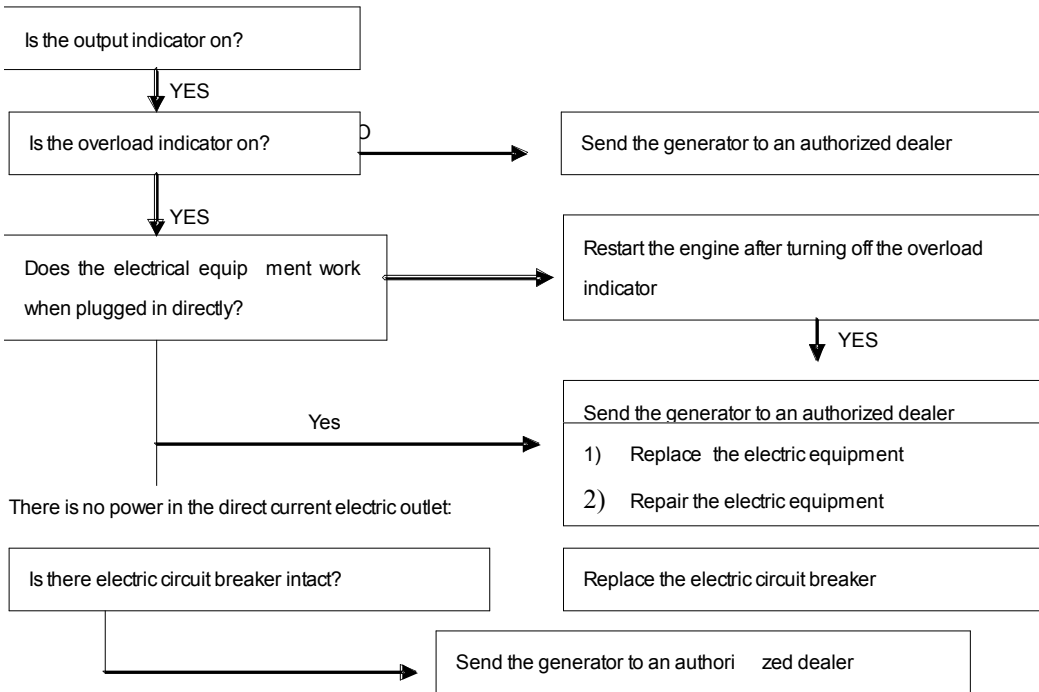 Is the output indicator on?
YES
Is the overload indicator on?
Send the generator to an authorized dealer
YES
Does the electrical equip ment work
when plugged in directly?
Restart the engine after turning off the overload
indicator
YES
Yes
Send the generator to an authorized dealer
1) Replace the electric equipment
2) Repair the electric equipment
There is no power in the direct current electric outlet:
Is there electric circuit breaker intact?
Replace the electric circuit breaker
Send the generator to an authori zed dealer